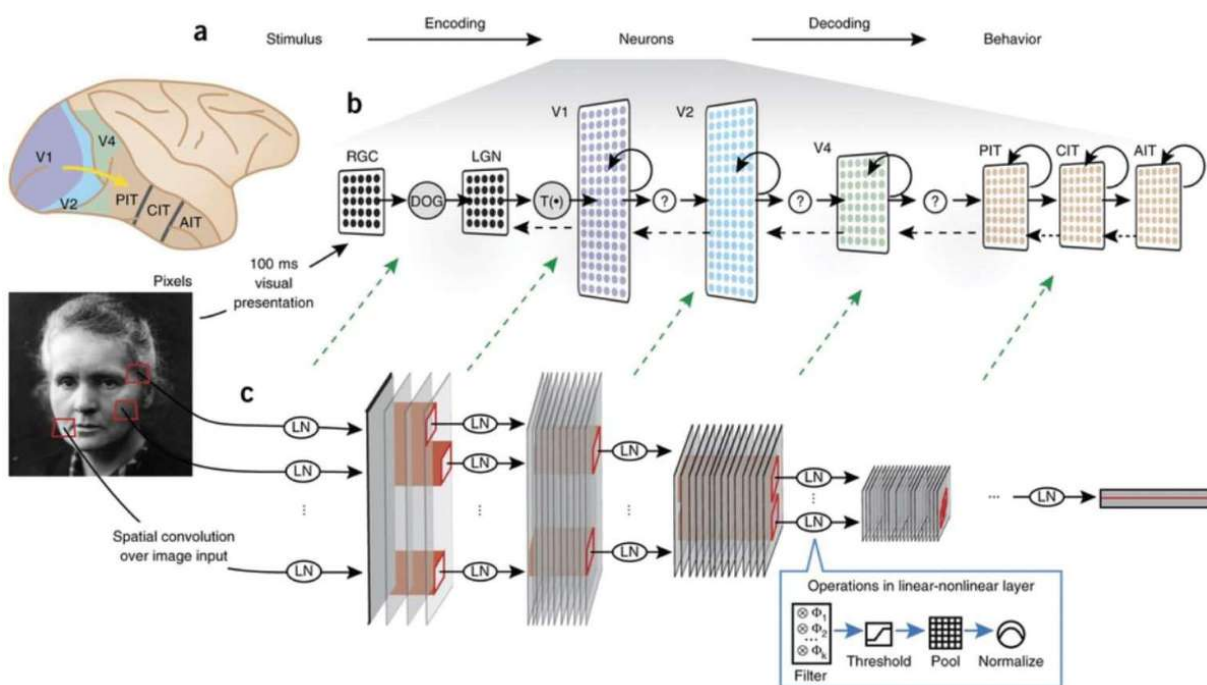 a
Stimulus
Encoding
Neurons
Decoding
Behavior
V1
V2
V4
PIT
CIT
AIT
b
RGC
DOG
LGN
T(•)
V1
?
V2
?
V4
?
PIT
CIT
AIT
100 ms
visual
presentation
Pixels
c
LN
LN
LN
LN
LN
LN
LN
LN
LN
LN
...
LN
Spatial convolution
over image input
Operations in linear-nonlinear layer
⊗ Φ1
⊗ Φ2
...
⊗ Φk
Filter
Threshold
Pool
Normalize